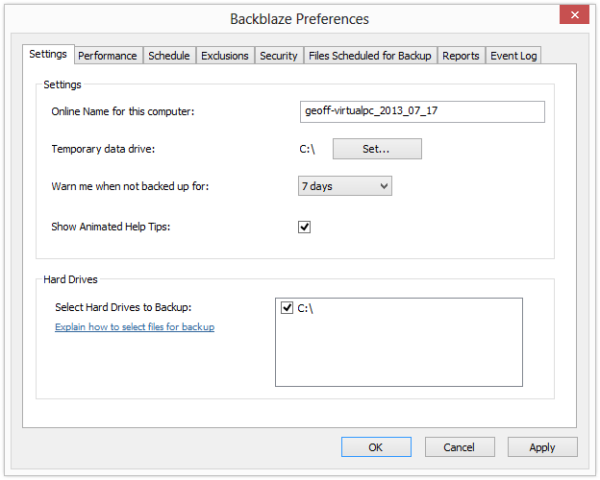 Backblaze Preferences
Settings Performance Schedule Exclusions Security Files Scheduled for Backup Reports Event Log
Settings
Online Name for this computer: geoff-virtualpc_2013_07_17
Temporary data drive: C:\ Set...
Warn me when not backed up for: 7 days
Show Animated Help Tips:
Hard Drives
Select Hard Drives to Backup: C:\
Explain how to select files for backup
OK Cancel Apply